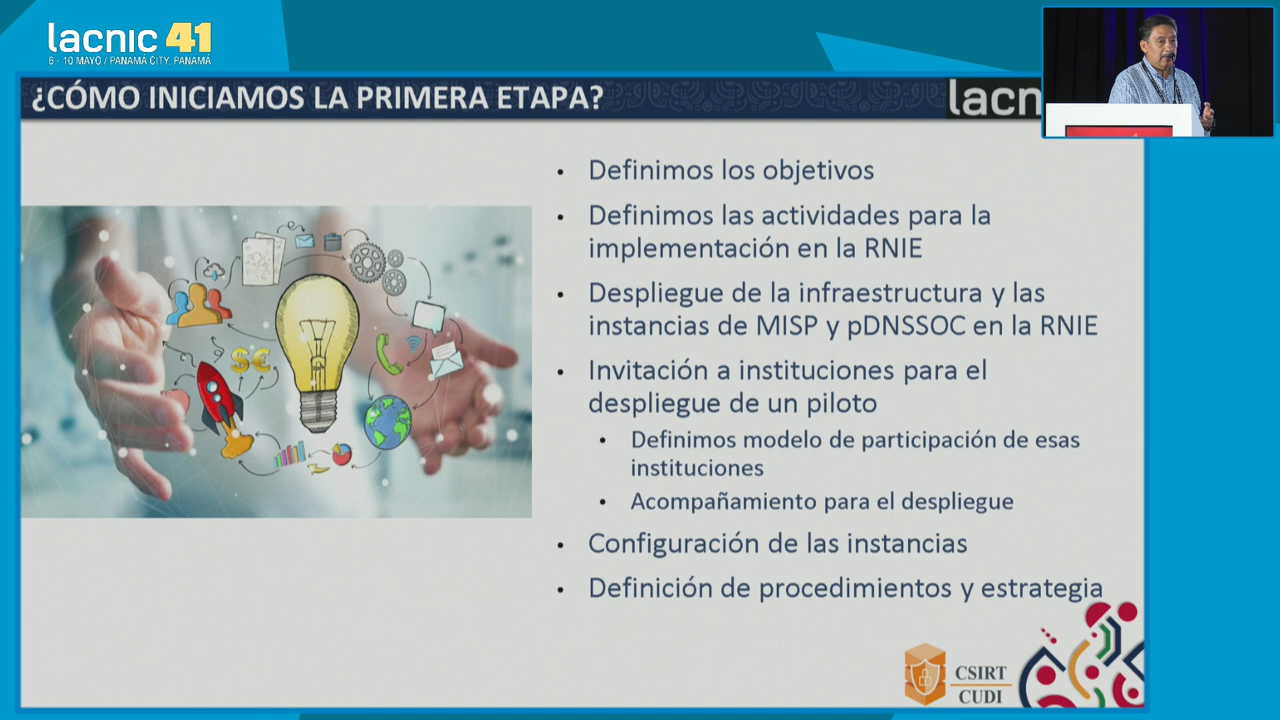 lacnic 41
6 - 10 MAYO / PANAMÁ CITY, PANAMÁ
¿CÓMO INICIAMOS LA PRIMERA ETAPA?
lacn
• Definimos los objetivos
• Definimos las actividades para la
implementación en la RNIE
• Despliegue de la infraestructura y las
instancias de MISP y pDNSSOC en la RNIE
• Invitación a instituciones para el
despliegue de un piloto
• Definimos modelo de participación de esas
instituciones
• Acompañamiento para el despliegue
• Configuración de las instancias
• Definición de procedimientos y estrategia
$€
CSIRT
CUDI